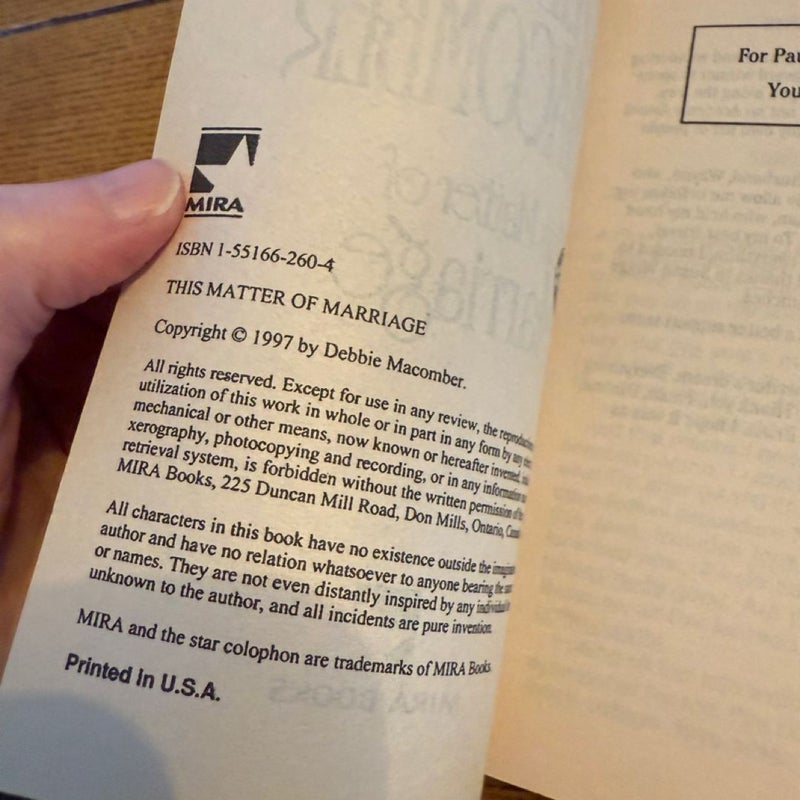 MIRA
ISBN 1-55166-260-4
THIS MATTER OF MARRIAGE
Copyright © 1997 by Debbie Macomber.
All rights reserved. Except for use in any review, the
utilization of this work in whole or in part in any form by any
mechanical or other means, now known or hereafter invented,
xerography, photocopying and recording, or in any information
retrieval system, is forbidden without the written permission of
MIRA Books, 225 Duncan Mill Road, Don Mills, Ontario,
All characters in this book have no existence outside the
author and have no relation whatsoever to anyone bearing the
or names. They are not even distantly inspired by any
unknown to the author, and all incidents are pure invention.
MIRA and the star colophon are trademarks of MIRA Books.
Printed in U.S.A.
For
You